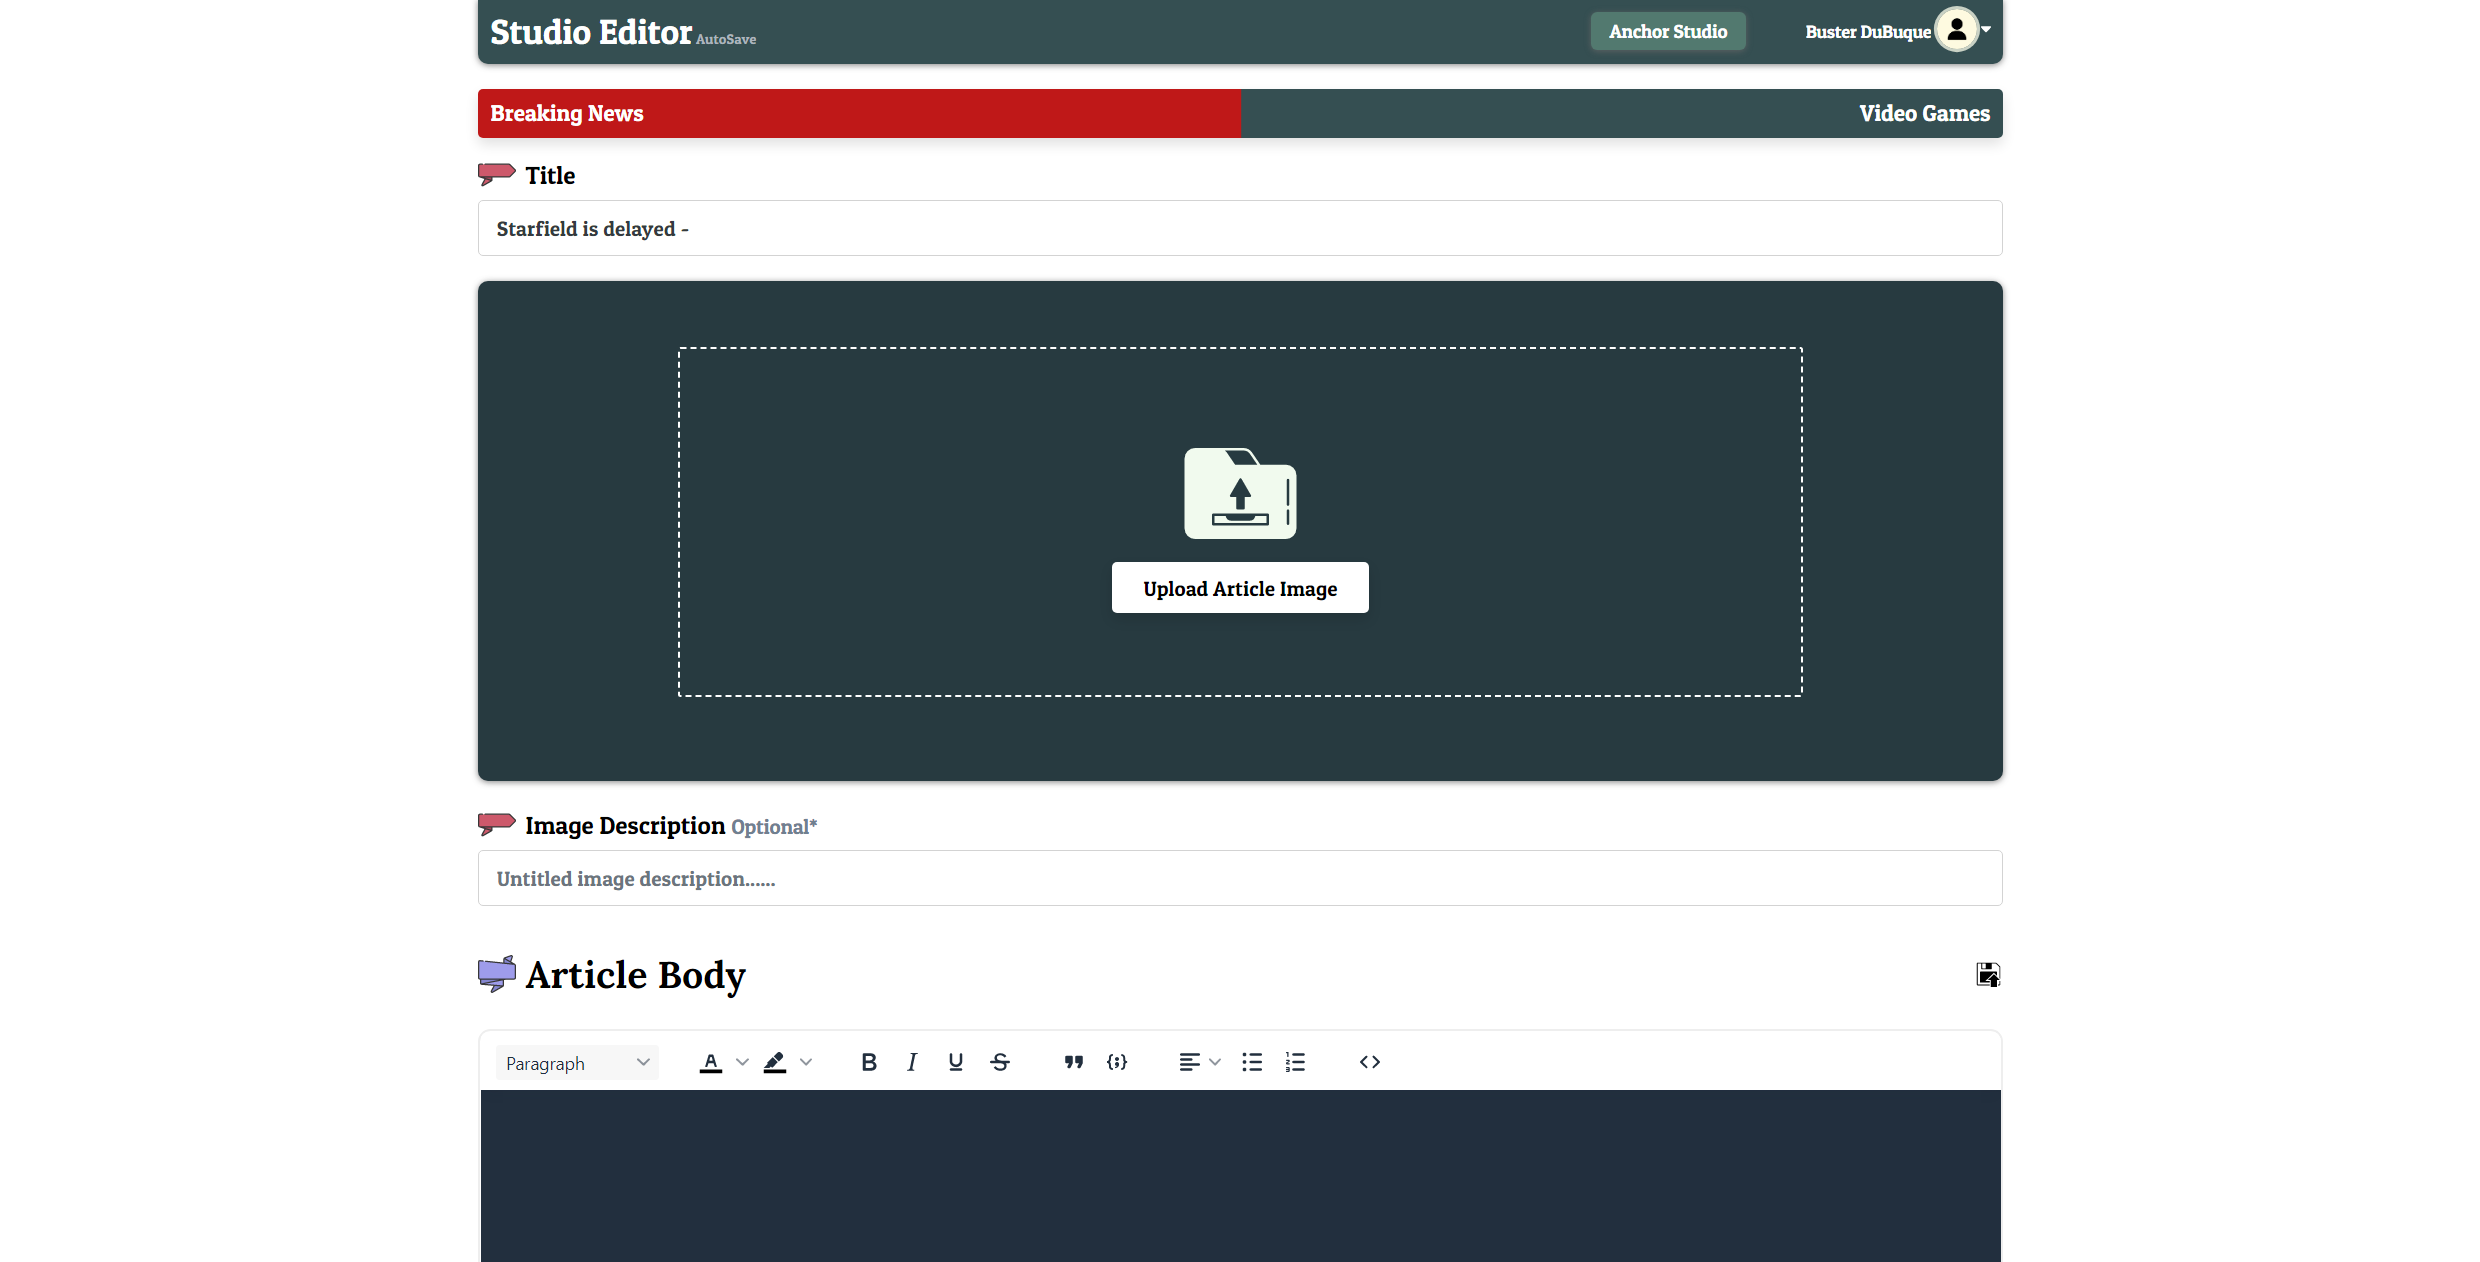 Studio Editor AutoSave
Anchor Studio
Buster DuBuque
Breaking News
Video Games
Title
Starfield is delayed -
Upload Article Image
Image Description Optional*
Untitled image description......
Article Body
Paragraph